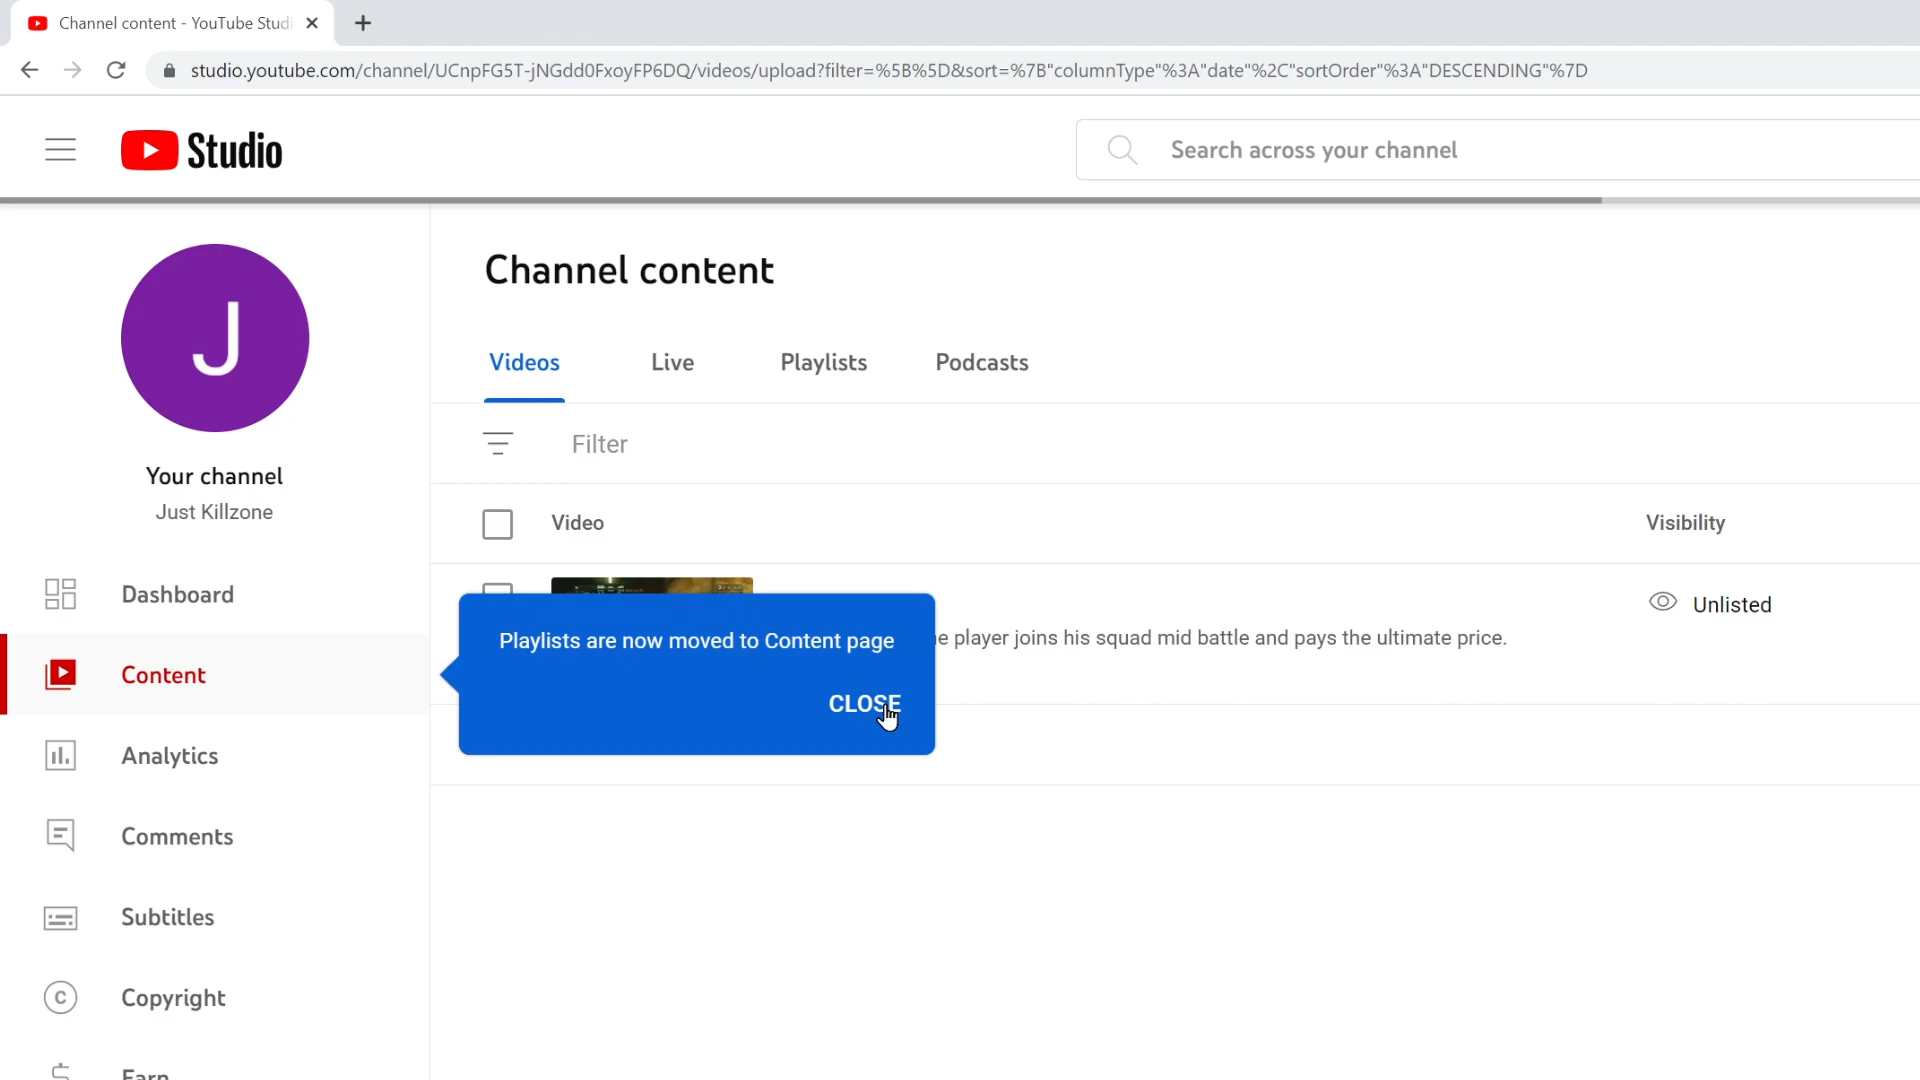 Channel content - YouTube Studi
studio.youtube.com/channel/UCnpFG5T-jNGdd0FxoyFP6DQ/videos/upload?filter=%5B%5D&sort=%7B"columnType"%3A"date"%2C"sortOrder"%3A"DESCENDING"%7D
Studio
Search across your channel
J
Your channel
Just Killzone
Dashboard
Content
Analytics
Comments
Subtitles
Copyright
Earn
Channel content
Videos Live Playlists Podcasts
Filter
Video Visibility
Unlisted
player joins his squad mid battle and pays the ultimate price.
Playlists are now moved to Content page
CLOSE